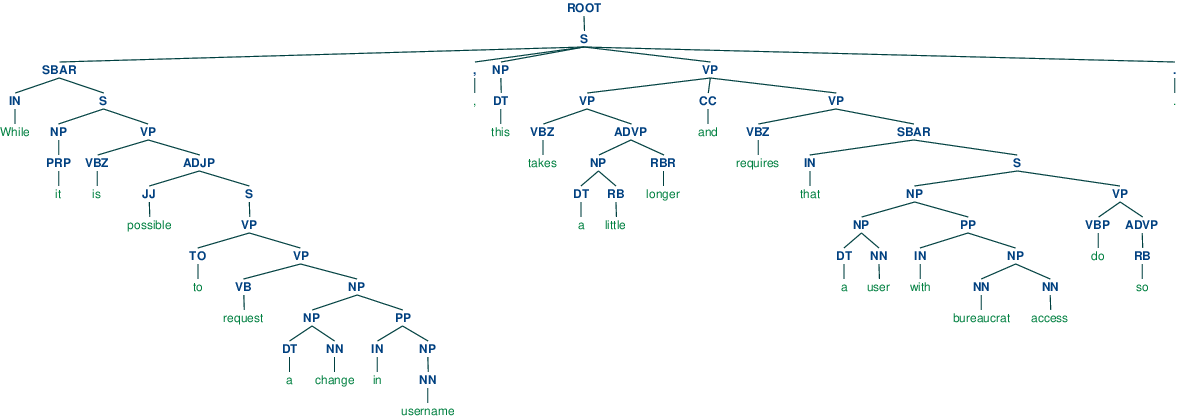 ROOT
S
SBAR , NP VP .
IN S DT VP CC VP , .
While NP VP this VBZ ADVP and VBZ SBAR
PRP VBZ ADJP takes NP RBR requires IN S
it is JJ S DT RB longer that NP VP
possible VP a little NP PP VBP ADVP
TO VP DT NN IN NP do RB
to VB NP a user with NN NN so
request NP PP bureaucrat access
DT NN IN NP
a change in NN
username